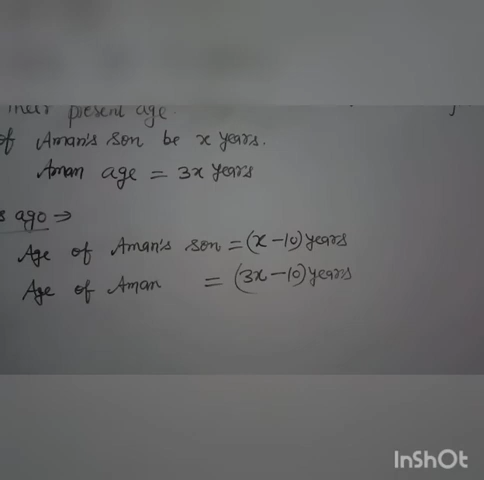 their present age.
of Aman's son be x years.
Aman age = 3x years
s ago ⇒
Age of Aman's son = (x-10) years
Age of Aman = (3x-10) years
InShOt